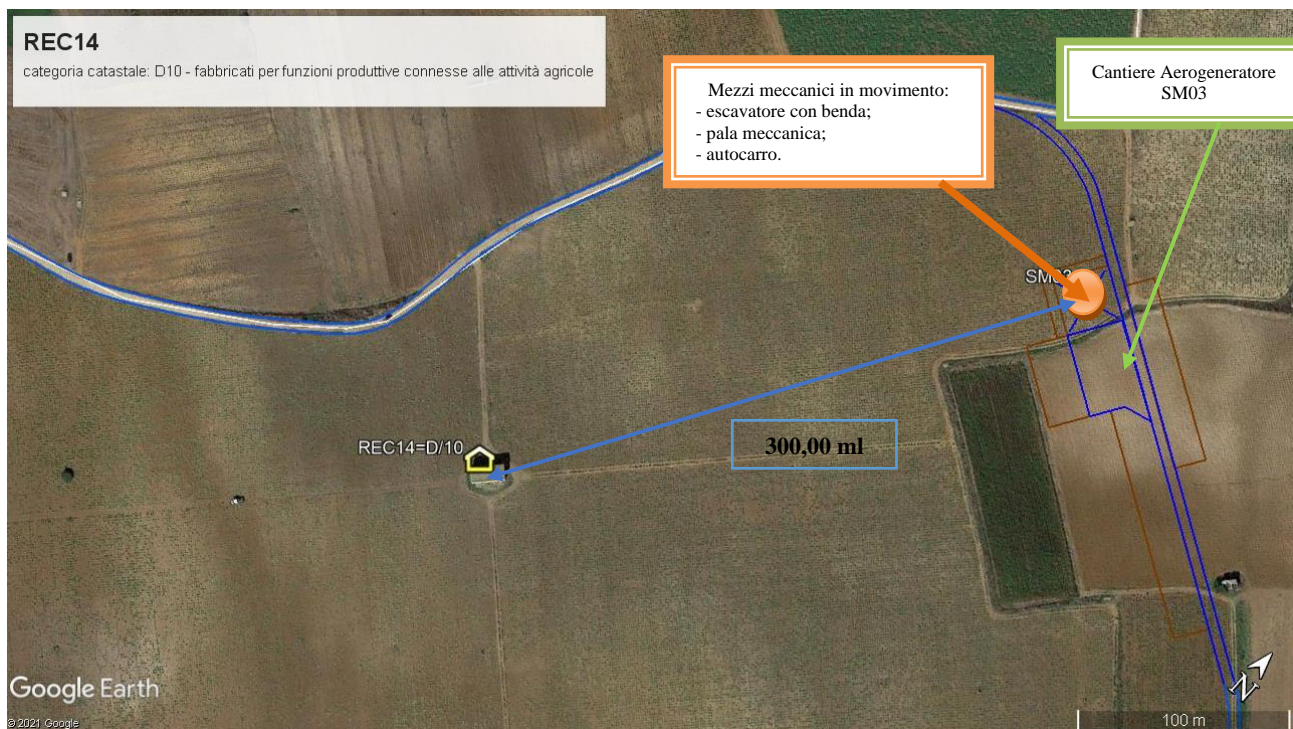 REC14
categoria catastale: D10 - fabbricati per funzioni produttive connesse alle attività agricole
Mezzi meccanici in movimento:
- escavatore con benda;
- pala meccanica;
- autocarro.
Cantiere Aerogeneratore
SM03
SM03
REC14=D/10
300,00 ml
Google Earth
© 2021 Google
N
100 m